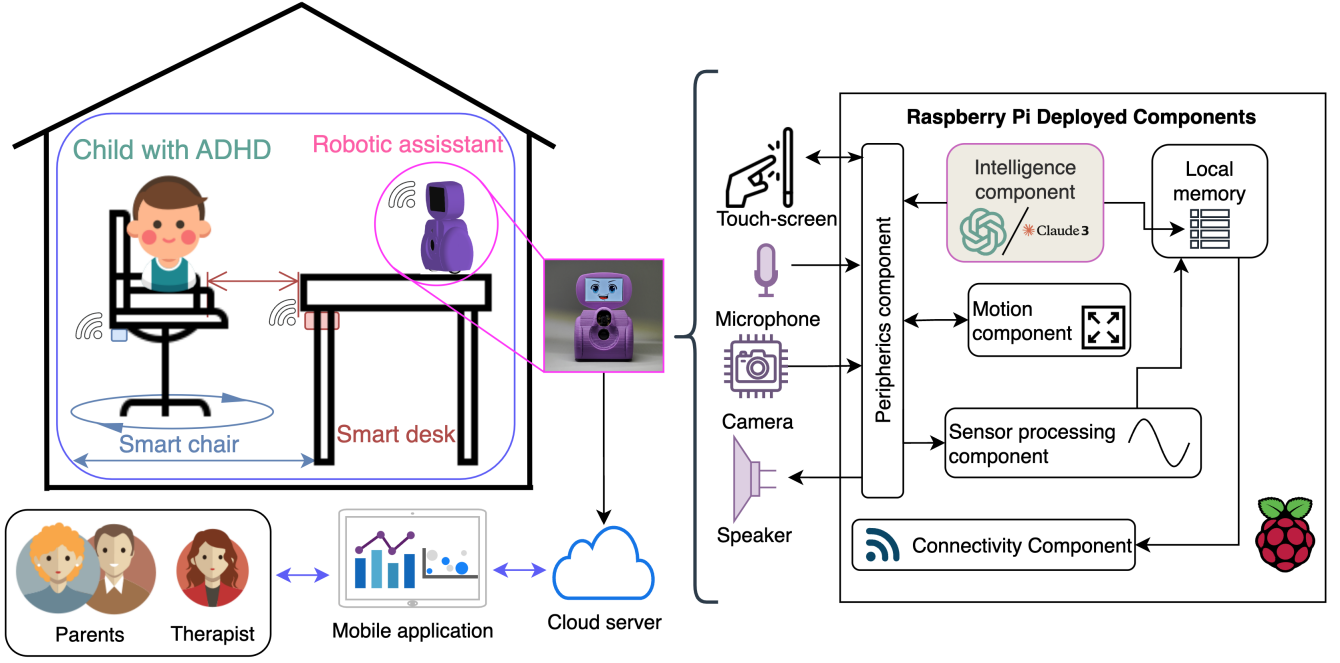 Child with ADHD
Robotic assisstant
Smart chair
Smart desk
Parents
Therapist
Mobile application
Cloud server
Touch-screen
Microphone
Camera
Speaker
Raspberry Pi Deployed Components
Peripherics component
Intelligence
component
Claude 3
Local
memory
Motion
component
Sensor processing
component
Connectivity Component